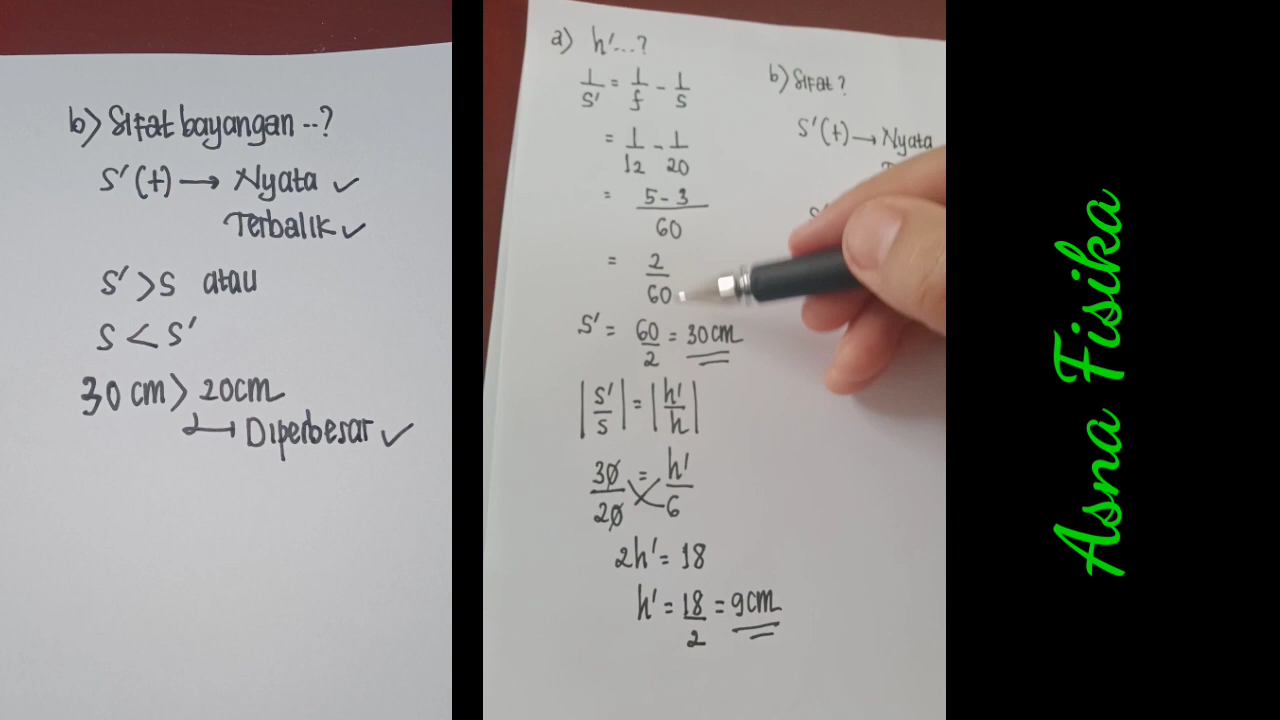 b) Sifat bayangan --?
S'(+) → Nyata ✓
Terbalik ✓
S' > S atau
S < S'
30 cm > 20 cm
↳ Diperbesar ✓
a) h'...?
1/S' = 1/f - 1/S
= 1/12 - 1/20
= 5 - 3/60
= 2/60
S' = 60/2 = 30 cm
|S'/S| = |h'/h|
30/20 = h'/6
2h' = 18
h' = 18/2 = 9 cm
b) Sifat?
S'(+) → Nyata
Asna Fisika